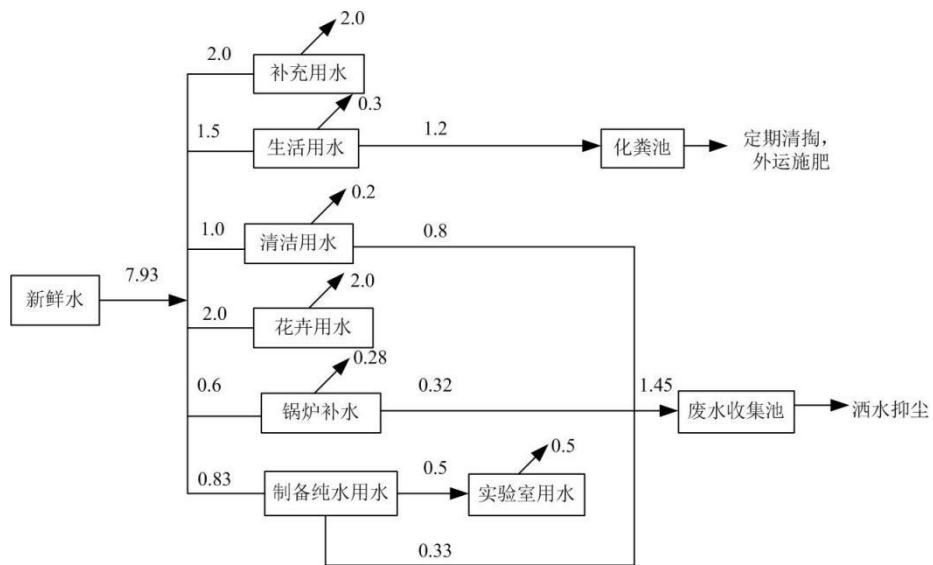 2.0
2.0
补充用水
0.3
1.5
生活用水
1.2
化粪池
定期清掏，
外运施肥
0.2
1.0
清洁用水
0.8
7.93
新鲜水
2.0
2.0
花卉用水
0.28
0.6
锅炉补水
0.32
1.45
废水收集池
洒水抑尘
0.5
0.83
制备纯水用水
0.5
实验室用水
0.33